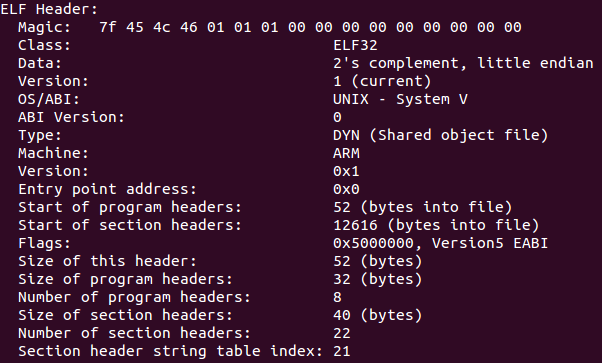 ELF Header:
  Magic:   7f 45 4c 46 01 01 01 00 00 00 00 00 00 00 00 00
  Class:                             ELF32
  Data:                              2's complement, little endian
  Version:                           1 (current)
  OS/ABI:                            UNIX - System V
  ABI Version:                       0
  Type:                              DYN (Shared object file)
  Machine:                           ARM
  Version:                           0x1
  Entry point address:               0x0
  Start of program headers:          52 (bytes into file)
  Start of section headers:          12616 (bytes into file)
  Flags:                             0x5000000, Version5 EABI
  Size of this header:               52 (bytes)
  Size of program headers:           32 (bytes)
  Number of program headers:         8
  Size of section headers:           40 (bytes)
  Number of section headers:         22
  Section header string table index: 21